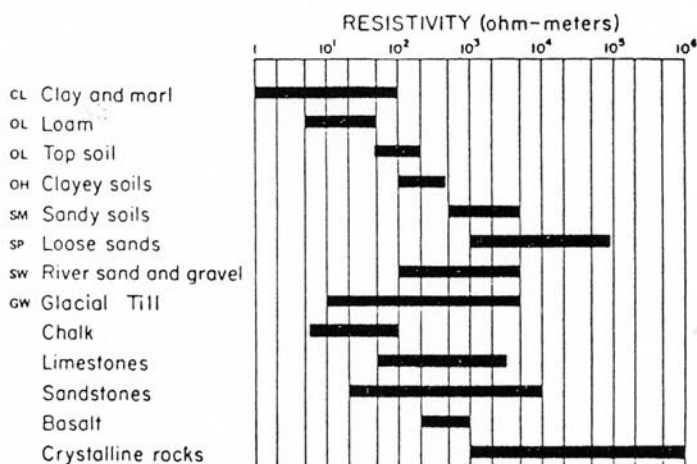 RESISTIVITY (ohm-meters)
1 10¹ 10² 10³ 10⁴ 10⁵ 10⁶
CL Clay and marl
OL Loam
OL Top soil
OH Clayey soils
SM Sandy soils
SP Loose sands
SW River sand and gravel
GW Glacial Till
Chalk
Limestones
Sandstones
Basalt
Crystalline rocks